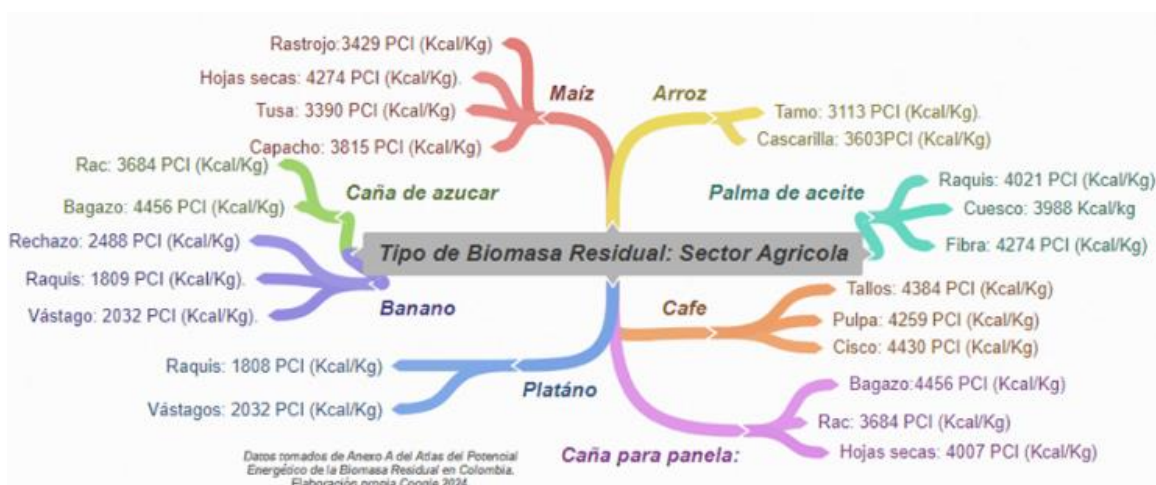 Rastrojo:3429 PCI (Kcal/Kg)
Hojas secas: 4274 PCI (Kcal/Kg).
Tusa: 3390 PCI (Kcal/Kg)
Capacho: 3815 PCI (Kcal/Kg)
Maíz
Arroz
Tamo: 3113 PCI (Kcal/Kg).
Cascarilla: 3603PCI (Kcal/Kg)
Rac: 3684 PCI (Kcal/Kg)
Bagazo: 4456 PCI (Kcal/Kg)
Caña de azucar
Palma de aceite
Raquis: 4021 PCI (Kcal/Kg)
Cuesco: 3988 Kcal/kg
Fibra: 4274 PCI (Kcal/Kg)
Tipo de Biomasa Residual: Sector Agricola
Rechazo: 2488 PCI (Kcal/Kg)
Raquis: 1809 PCI (Kcal/Kg).
Vástago: 2032 PCI (Kcal/Kg).
Banano
Cafe
Tallos: 4384 PCI (Kcal/Kg)
Pulpa: 4259 PCI (Kcal/Kg)
Cisco: 4430 PCI (Kcal/Kg)
Raquis: 1808 PCI (Kcal/Kg)
Vástagos: 2032 PCI (Kcal/Kg)
Platáno
Bagazo:4456 PCI (Kcal/Kg)
Rac: 3684 PCI (Kcal/Kg)
Hojas secas: 4007 PCI (Kcal/Kg)
Caña para panela:
Datos tomados de Anexo A del Atlas del Potencial
Energético de la Biomasa Residual en Colombia.
Elaboración propia Coogle 2024